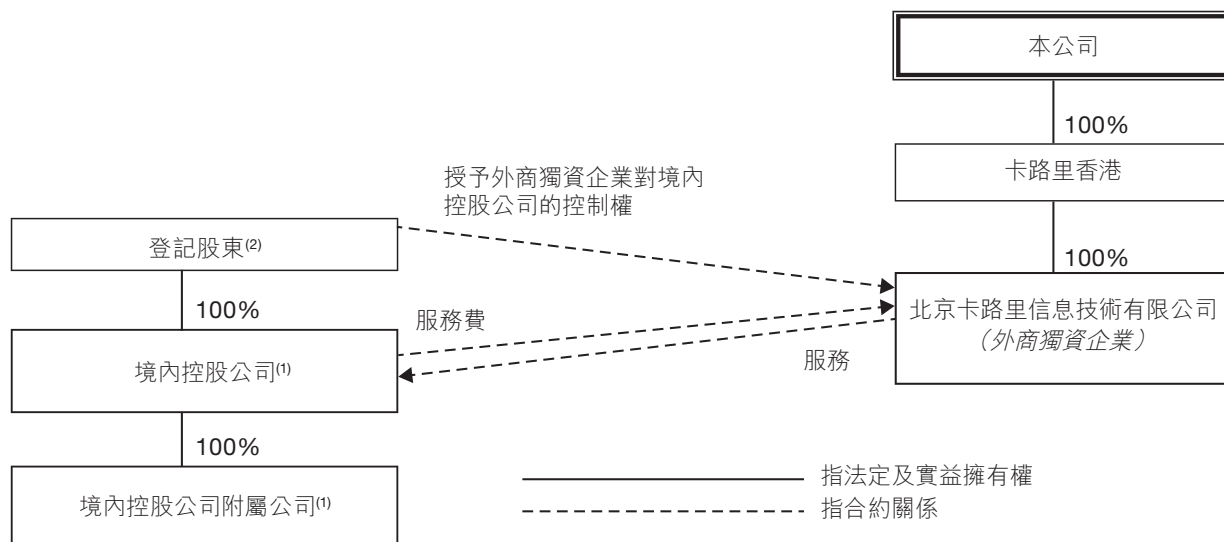 本公司
100%
卡路里香港
授予外商獨資企業對境內
控股公司的控制權
登記股東(2)
100%
100%
服務費
北京卡路里信息技術有限公司
（外商獨資企業）
境內控股公司(1)
服務
100%
境內控股公司附屬公司(1)
指法定及實益擁有權
指合約關係